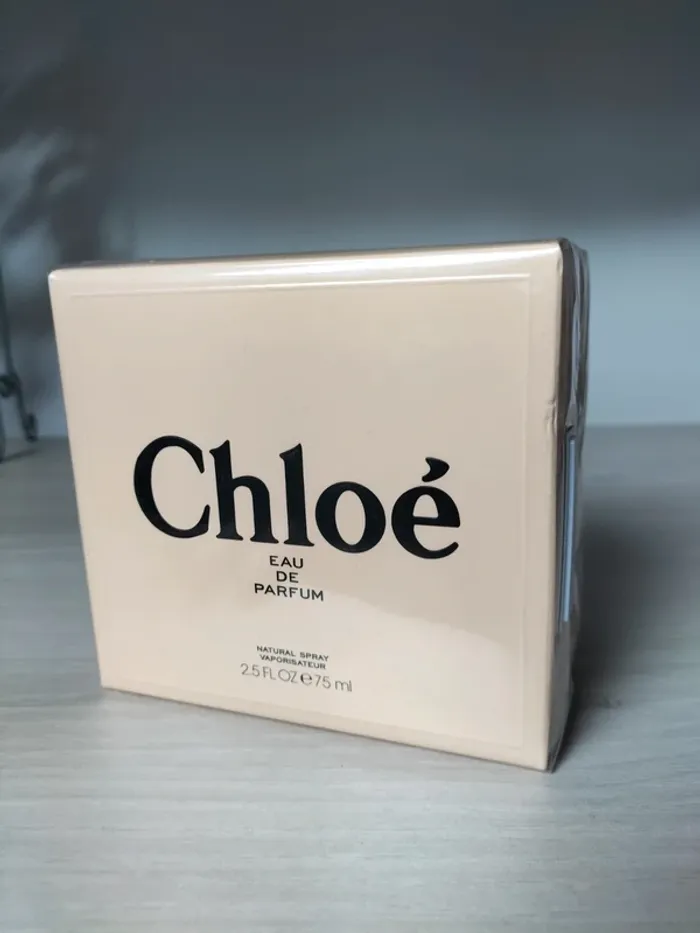 Chloé
EAU
DE
PARFUM
NATURAL SPRAY
VAPORISATEUR
2.5 FL OZ ℮ 75 ml